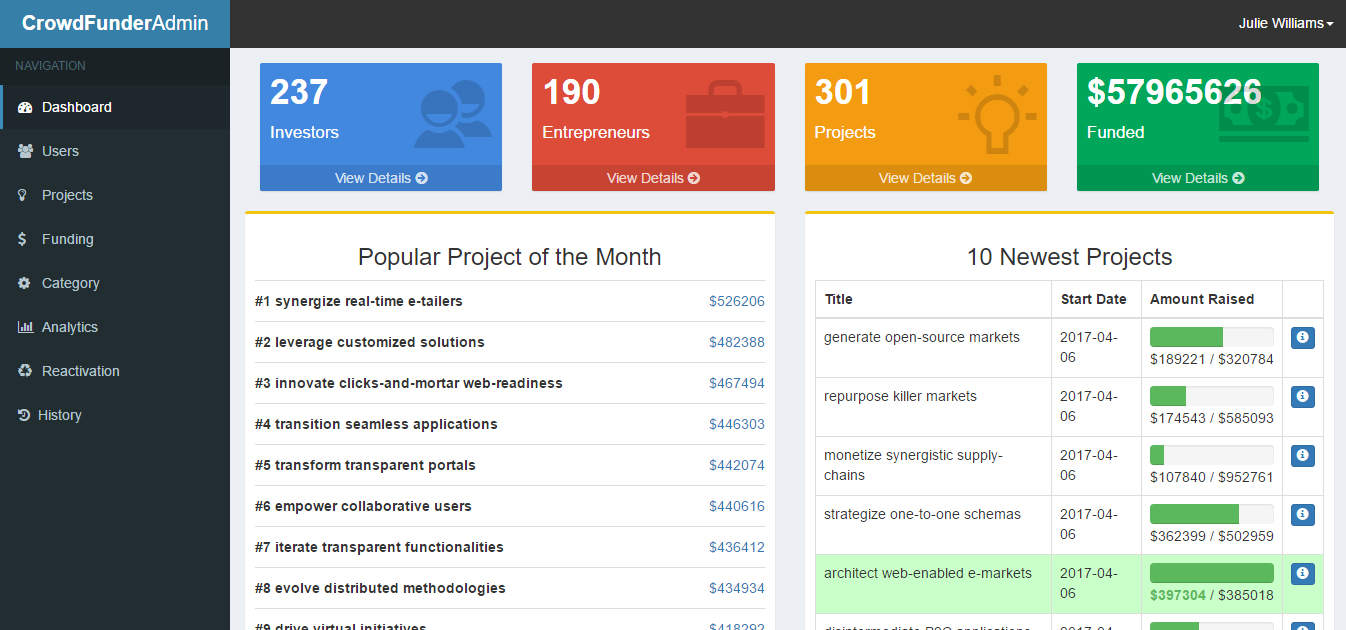 CrowdFunderAdmin
Julie Williams
NAVIGATION
Dashboard
Users
Projects
Funding
Category
Analytics
Reactivation
History
237
Investors
View Details
190
Entrepreneurs
View Details
301
Projects
View Details
$57965626
Funded
View Details
Popular Project of the Month
#1 synergize real-time e-tailers $526206
#2 leverage customized solutions $482388
#3 innovate clicks-and-mortar web-readiness $467494
#4 transition seamless applications $446303
#5 transform transparent portals $442074
#6 empower collaborative users $440616
#7 iterate transparent functionalities $436412
#8 evolve distributed methodologies $434934
#9 drive virtual initiatives $418292
10 Newest Projects
Title Start Date Amount Raised
generate open-source markets 2017-04-
06 $189221 / $320784
repurpose killer markets 2017-04-
06 $174543 / $585093
monetize synergistic supply- 2017-04-
chains 06 $107840 / $952761
strategize one-to-one schemas 2017-04-
06 $362399 / $502959
architect web-enabled e-markets 2017-04-
06 $397304 / $385018
disintermediate B2C applications 2017-04-